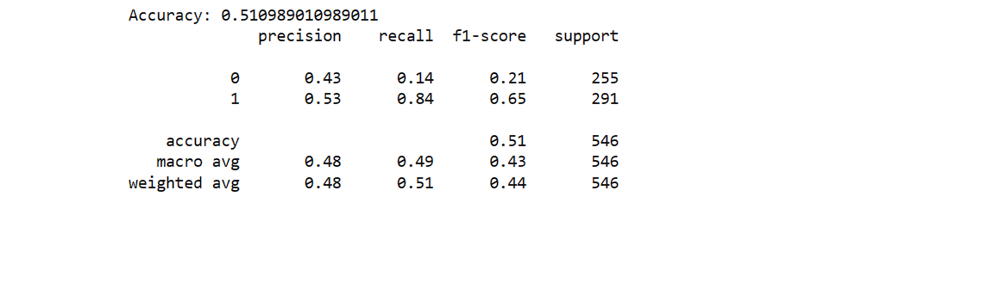 Accuracy: 0.510989010989011
precision recall f1-score support
0 0.43 0.14 0.21 255
1 0.53 0.84 0.65 291
accuracy 0.51 546
macro avg 0.48 0.49 0.43 546
weighted avg 0.48 0.51 0.44 546